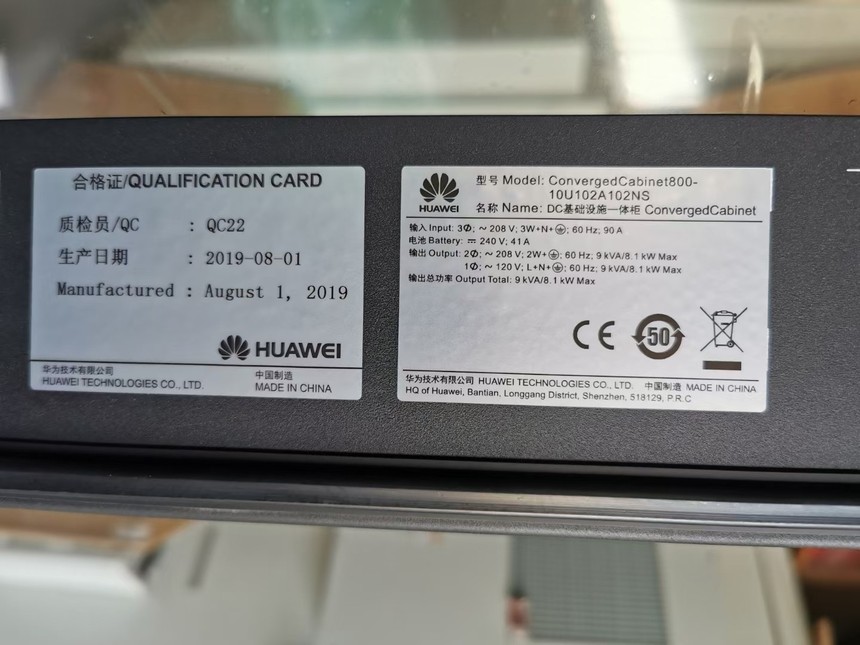 合格证/QUALIFICATION CARD
质检员/QC : QC22
生产日期 : 2019-08-01
Manufactured : August 1, 2019
HUAWEI
华为技术有限公司
HUAWEI TECHNOLOGIES CO., LTD.
中国制造
MADE IN CHINA
HUAWEI
型号 Model: ConvergedCabinet800-
10U102A102NS
名称 Name: DC基础设施一体柜 ConvergedCabinet
输入 Input: 3Φ; ~ 208 V; 3W+N+⏚; 60 Hz; 90 A
电池 Battery: ⎓ 240 V; 41 A
输出 Output: 2Φ; ~ 208 V; 2W+⏚; 60 Hz; 9 kVA/8.1 kW Max
1Φ; ~ 120 V; L+N+⏚; 60 Hz; 9 kVA/8.1 kW Max
输出总功率 Output Total: 9 kVA/8.1 kW Max
CE 50
华为技术有限公司 HUAWEI TECHNOLOGIES CO., LTD. 中国制造 MADE IN CHINA
HQ of Huawei, Bantian, Longgang District, Shenzhen, 518129, P.R.C